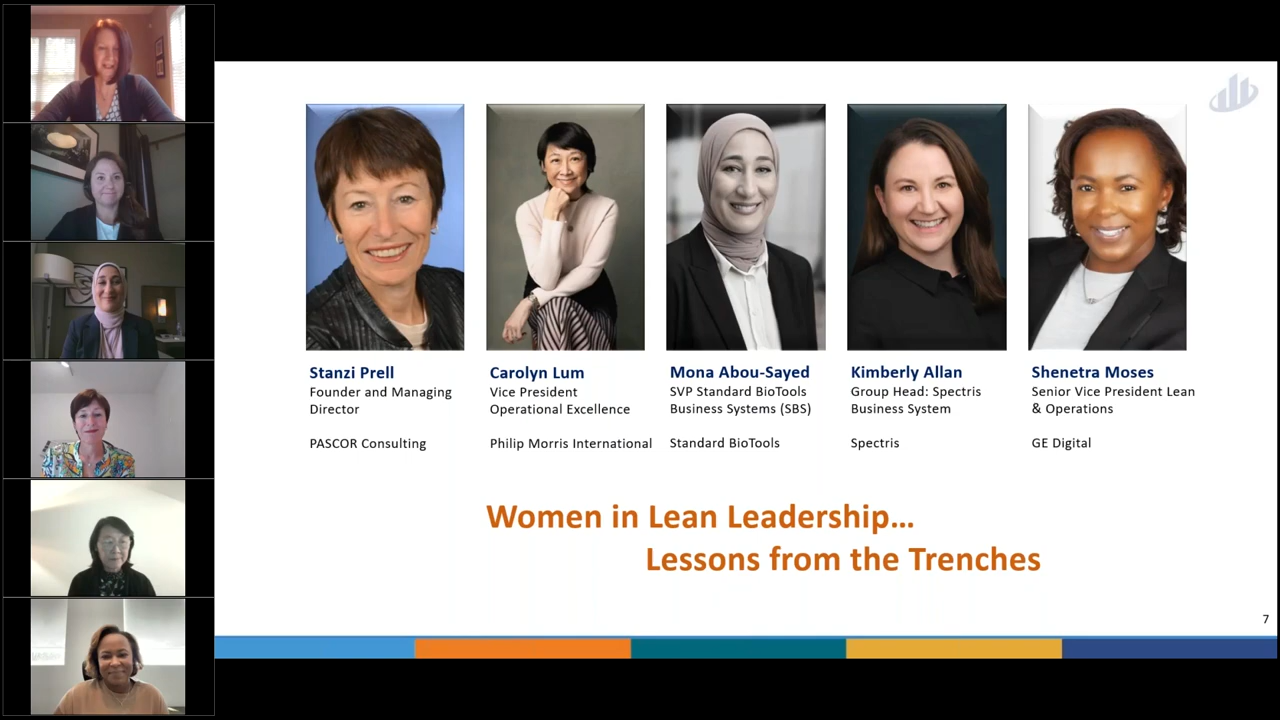 Stanzi Prell
Founder and Managing
Director
PASCOR Consulting
Carolyn Lum
Vice President
Operational Excellence
Philip Morris International
Mona Abou-Sayed
SVP Standard BioTools
Business Systems (SBS)
Standard BioTools
Kimberly Allan
Group Head: Spectris
Business System
Spectris
Shenetra Moses
Senior Vice President Lean
& Operations
GE Digital
Women in Lean Leadership...
Lessons from the Trenches
7